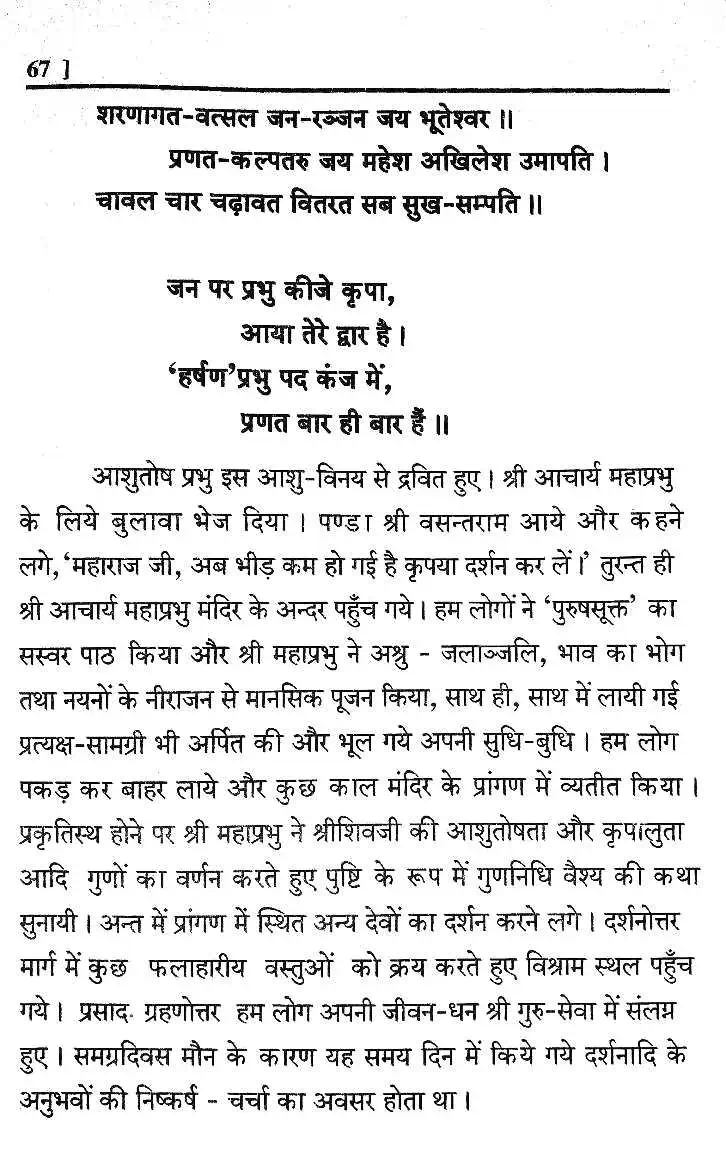 67 ]
शरणागत-वत्सल जन-रञ्जन जय भूतेश्वर ॥
प्रणत-कल्पतरु जय महेश अखिलेश उमापति ।
चावल चार चढ़ावत वितरत सब सुख-सम्पति ॥
जन पर प्रभु कीजे कृपा,
आया तेरे द्वार है ।
‘हर्षण’प्रभु पद कंज में,
प्रणत बार ही बार हैं ॥
आशुतोष प्रभु इस आशु-विनय से द्रवित हुए । श्री आचार्य महाप्रभु
के लिये बुलावा भेज दिया । पण्डा श्री वसन्तराम आये और कहने
लगे, ‘महाराज जी, अब भीड़ कम हो गई है कृपया दर्शन कर लें ।’ तुरन्त ही
श्री आचार्य महाप्रभु मंदिर के अन्दर पहुँच गये । हम लोगों ने ‘पुरुषसूक्त’ का
सस्वर पाठ किया और श्री महाप्रभु ने अश्रु - जलाञ्जलि, भाव का भोग
तथा नयनों के नीराजन से मानसिक पूजन किया, साथ ही, साथ में लायी गई
प्रत्यक्ष-सामग्री भी अर्पित की और भूल गये अपनी सुधि-बुधि । हम लोग
पकड़ कर बाहर लाये और कुछ काल मंदिर के प्रांगण में व्यतीत किया ।
प्रकृतिस्थ होने पर श्री महाप्रभु ने श्रीशिवजी की आशुतोषता और कृपालुता
आदि गुणों का वर्णन करते हुए पुष्टि के रूप में गुणनिधि वैश्य की कथा
सुनायी । अन्त में प्रांगण में स्थित अन्य देवों का दर्शन करने लगे । दर्शनोत्तर
मार्ग में कुछ फलाहारीय वस्तुओं को क्रय करते हुए विश्राम स्थल पहुँच
गये । प्रसाद ग्रहणोत्तर हम लोग अपनी जीवन-धन श्री गुरु-सेवा में संलग्न
हुए । समग्रदिवस मौन के कारण यह समय दिन में किये गये दर्शनादि के
अनुभवों की निष्कर्ष - चर्चा का अवसर होता था ।